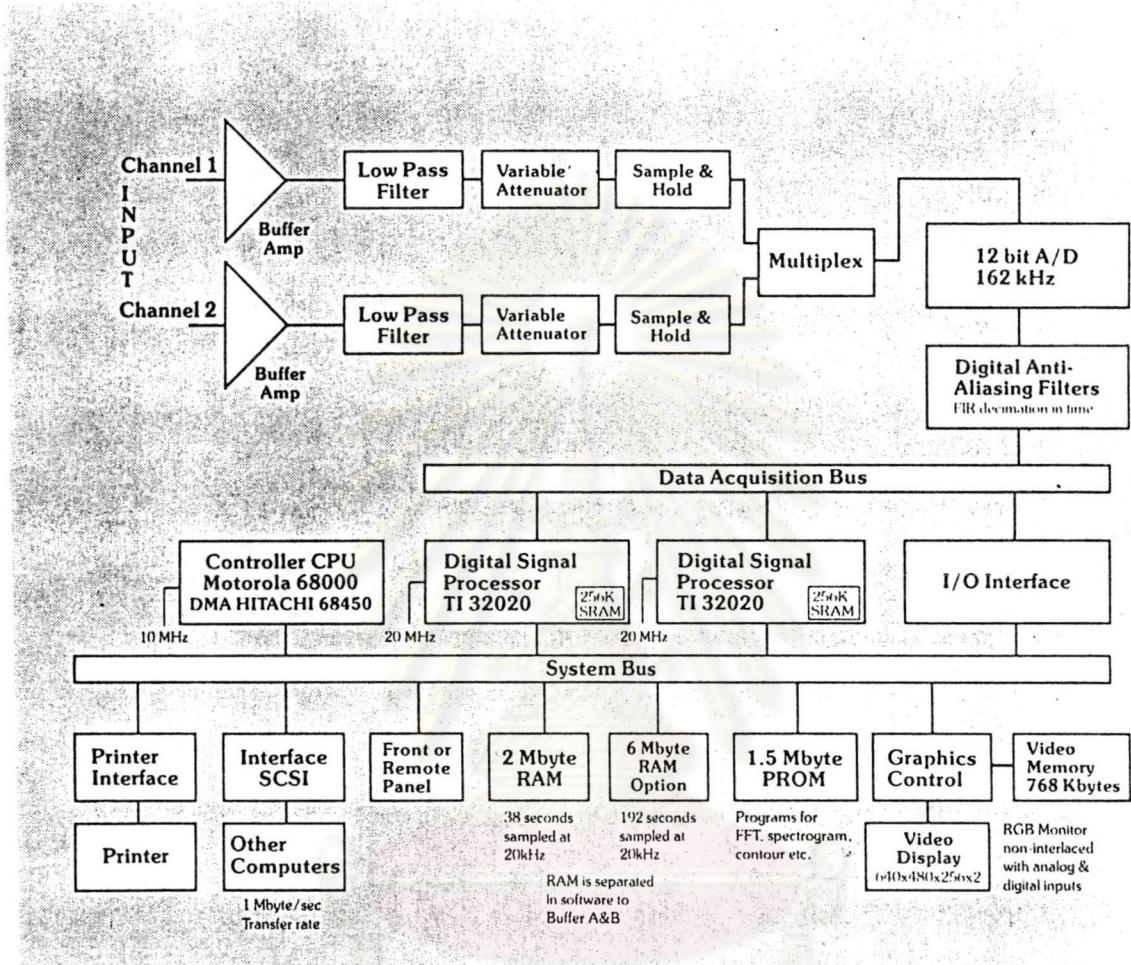 Channel 1
INPUT
Channel 2
Buffer
Amp
Low Pass
Filter
Variable
Attenuator
Sample &
Hold
Buffer
Amp
Low Pass
Filter
Variable
Attenuator
Sample &
Hold
Multiplex
12 bit A/D
162 kHz
Digital Anti-
Aliasing Filters
FIR decimation in time
Data Acquisition Bus
Controller CPU
Motorola 68000
DMA HITACHI 68450
10 MHz
Digital Signal
Processor
TI 32020
256K
SRAM
20 MHz
Digital Signal
Processor
TI 32020
256K
SRAM
20 MHz
I/O Interface
System Bus
Printer
Interface
Printer
Interface
SCSI
Other
Computers
1 Mbyte/sec
Transfer rate
Front or
Remote
Panel
2 Mbyte
RAM
38 seconds
sampled at
20kHz
6 Mbyte
RAM
Option
192 seconds
sampled at
20kHz
RAM is separated
In software to
Buffer A&B
1.5 Mbyte
PROM
Programs for
FFT, spectrogram,
contour etc.
Graphics
Control
Video
Display
640x480x256x2
Video
Memory
768 Kbytes
RGB Monitor
non-interlaced
with analog &
digital inputs